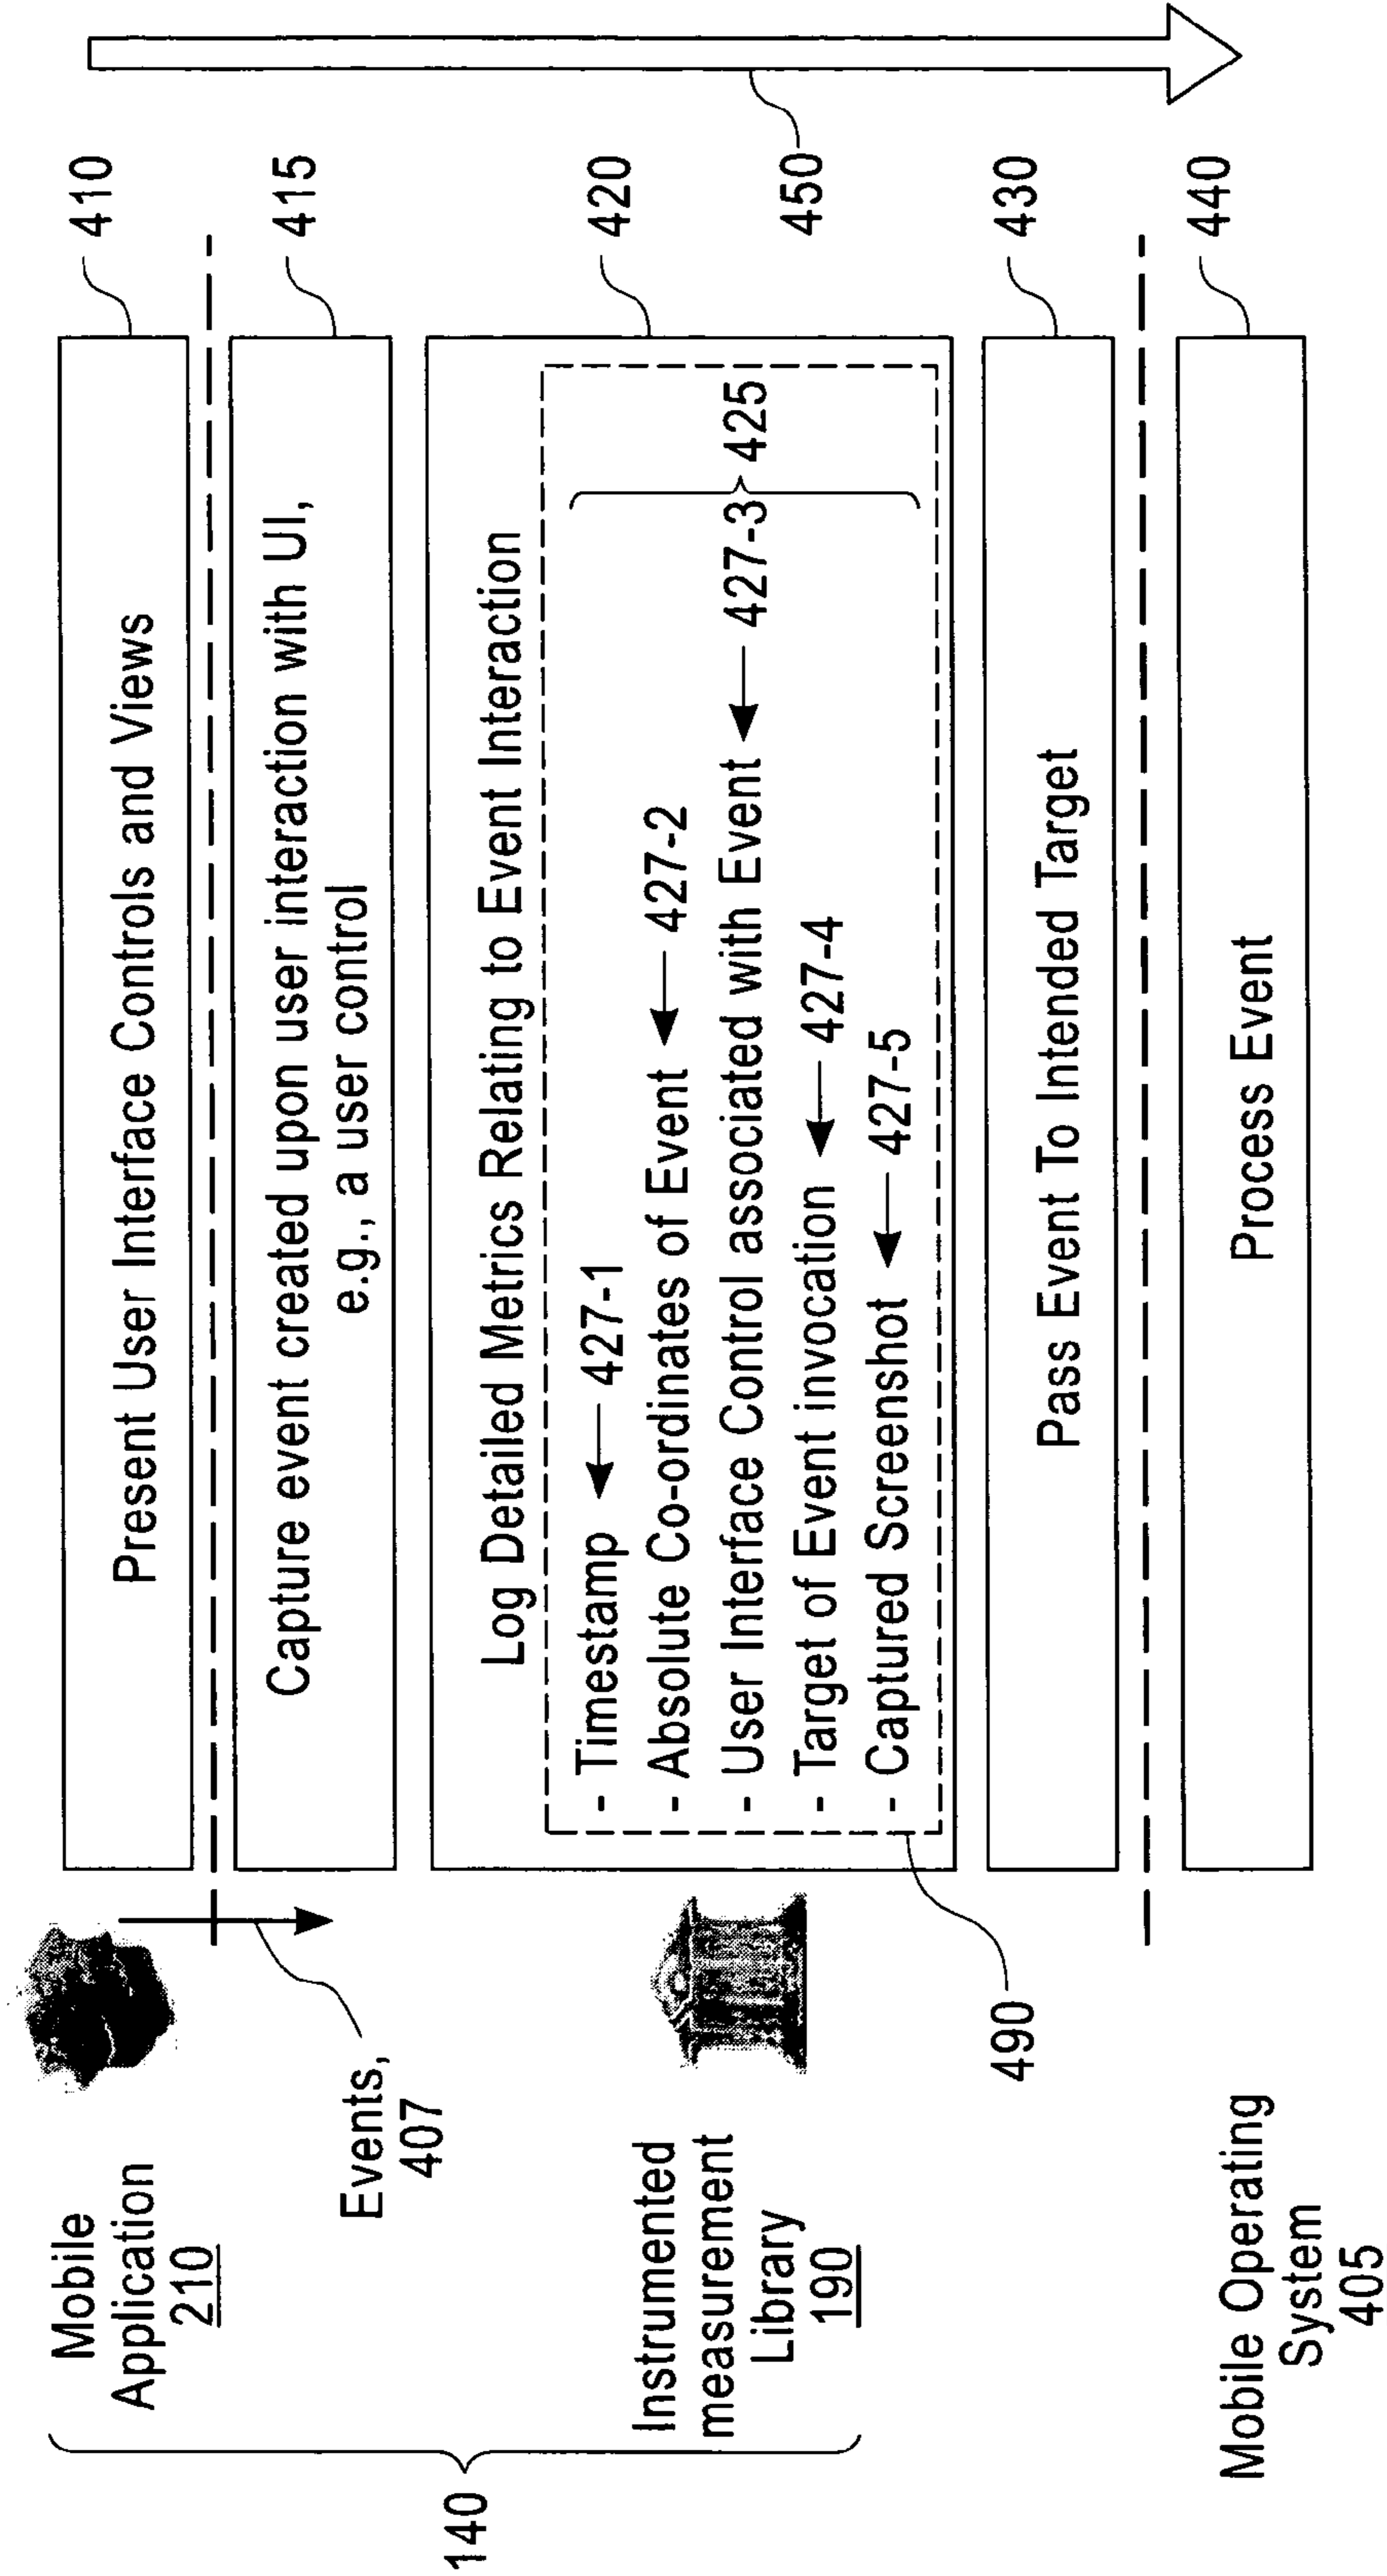 Mobile
Application
210
140
Events,
407
Instrumented
measurement
Library
190
490
Mobile Operating
System
405
Present User Interface Controls and Views
410
Capture event created upon user interaction with UI,
e.g., a user control
415
Log Detailed Metrics Relating to Event Interaction
420
- Timestamp 427-1
- Absolute Co-ordinates of Event 427-2
- User Interface Control associated with Event 427-3 425
- Target of Event invocation 427-4
- Captured Screenshot 427-5
450
Pass Event To Intended Target
430
Process Event
440